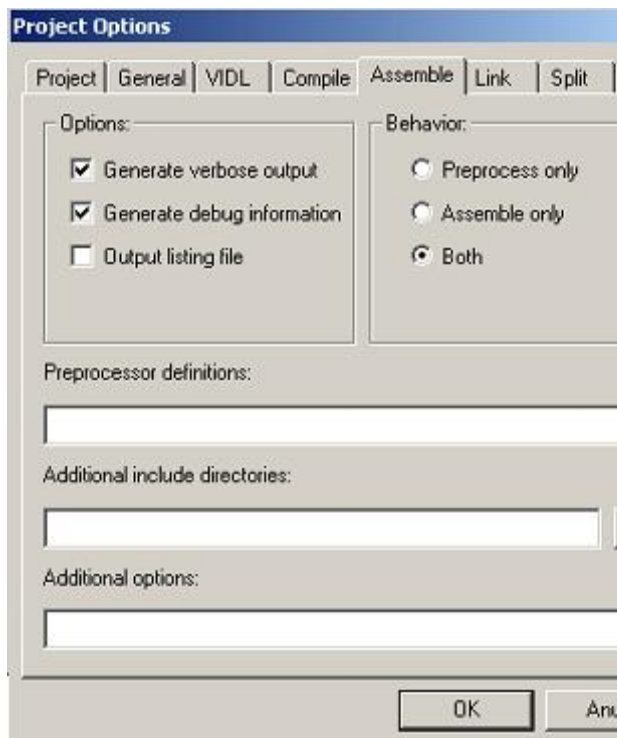 Project Options
Project General VIDL Compile Assemble Link Split
Options:
Generate verbose output
Generate debug information
Output listing file
Behavior:
Preprocess only
Assemble only
Both
Preprocessor definitions:
Additional include directories:
Additional options:
OK